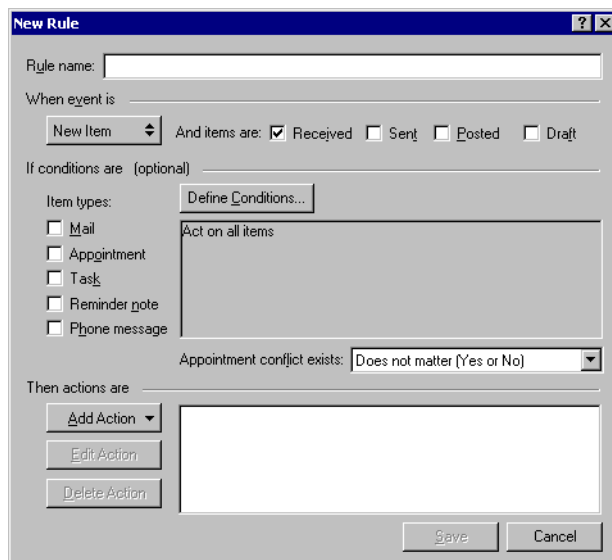 New Rule
Rule name:
When event is
New Item And items are: Received Sent Posted Draft
If conditions are (optional)
Item types: Define Conditions...
Mail
Act on all items
Appointment
Task
Reminder note
Phone message
Appointment conflict exists: Does not matter (Yes or No)
Then actions are
Add Action
Edit Action
Delete Action
Save Cancel